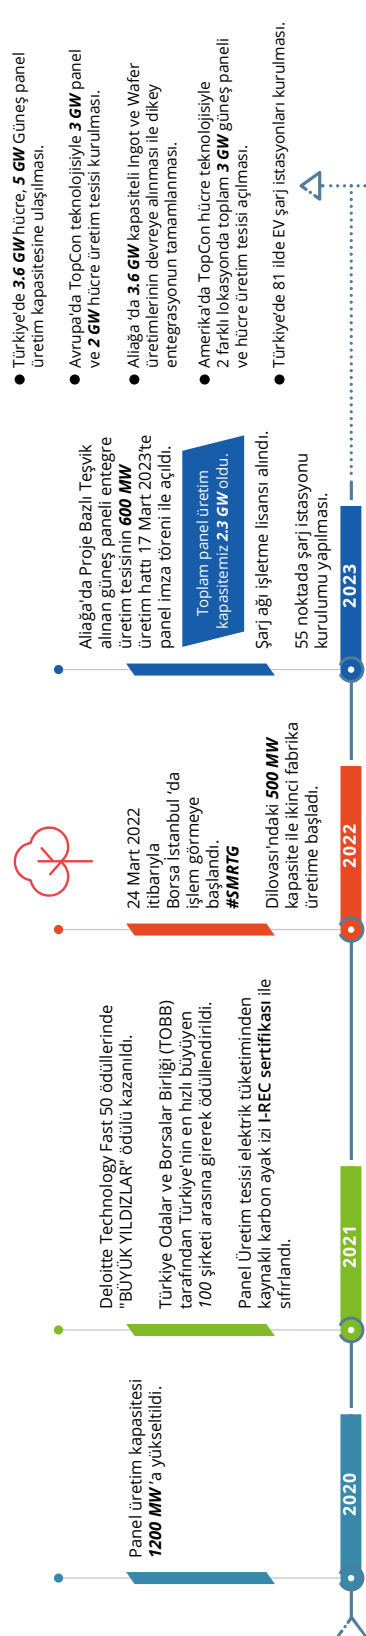 Panel üretim kapasitesi
1200 MW 'a yükseltildi.
2020
Deloitte Technology Fast 50 ödüllerinde
"BÜYÜK YILDIZLAR" ödülü kazanıldı.
Türkiye Odalar ve Borsalar Birliği (TOBB)
tarafından Türkiye'nin en hızlı büyüyen
100 şirketi arasına girerek ödüllendirildi.
Panel Üretim tesisi elektrik tüketiminden
kaynaklı karbon ayak izi I-REC sertifikası ile
sıfırlandı.
2021
24 Mart 2022
itibarıyla
Borsa İstanbul 'da
işlem görmeye
başlandı.
#SMRTG
Dilovası'ndaki 500 MW
kapasite ile ikinci fabrika
üretime başladı.
2022
Aliağa'da Proje Bazlı Teşvik
alınan güneş paneli entegre
üretim tesisinin 600 MW
üretim hattı 17 Mart 2023'te
panel imza töreni ile açıldı.
Toplam panel üretim
kapasitemiz 2.3 GW oldu.
Şarj ağı işletme lisansı alındı.
55 noktada şarj istasyonu
kurulumu yapılması.
2023
● Türkiye'de 3.6 GW hücre, 5 GW Güneş panel
üretim kapasitesine ulaşılması.
● Avrupa'da TopCon teknolojisiyle 3 GW panel
ve 2 GW hücre üretim tesisi kurulması.
● Aliağa 'da 3.6 GW kapasiteli Ingot ve Wafer
üretimlerinin devreye alınması ile dikey
entegrasyonun tamamlanması.
● Amerika'da TopCon hücre teknolojisiyle
2 farklı lokasyonda toplam 3 GW güneş paneli
ve hücre üretim tesisi açılması.
● Türkiye'de 81 ilde EV şarj istasyonları kurulması.